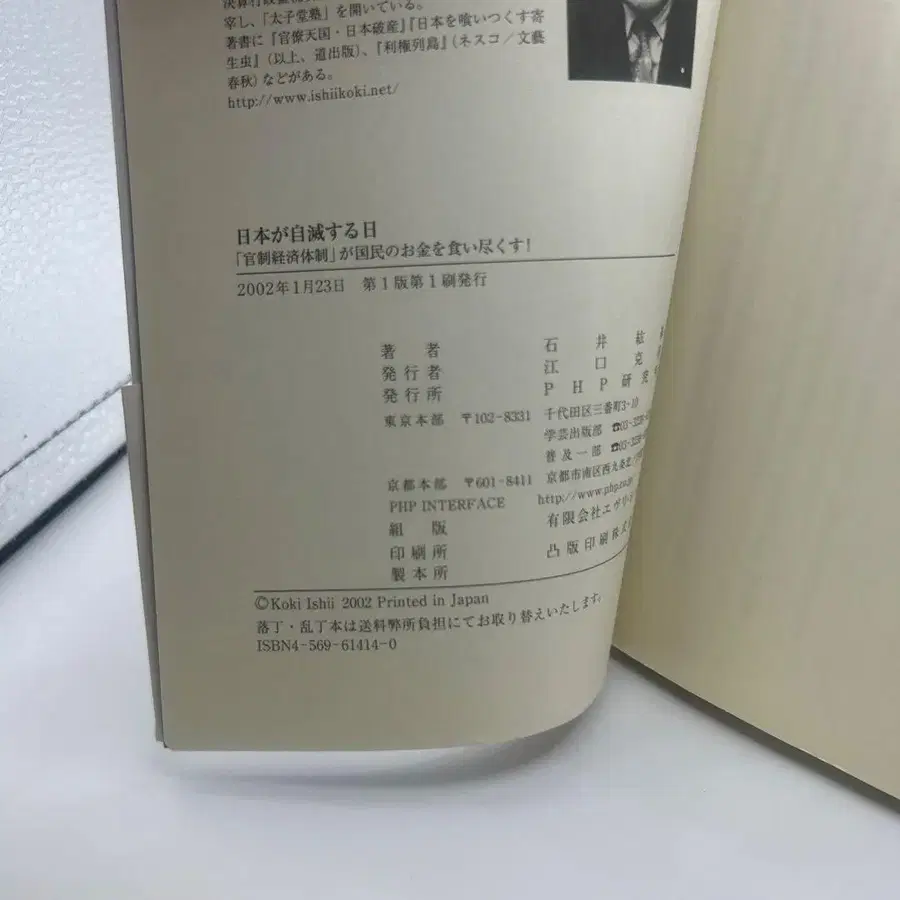 宰し、「太子堂塾」を開いている。
著書に『官僚天国・日本破産』『日本を喰いつくす寄
生虫』(以上、道出版)、『利権列島』(ネスコ/文藝
春秋)などがある。
http://www.ishiikoki.net/
日本が自滅する日
「官制経済体制」が国民のお金を食い尽くす!
2002年1月23日 第1版第1刷発行
著者 石井紘
発行者 江口克
発行所 PHP研究
東京本部 〒102-8331 千代田区三番町3-10
学芸出版部 ☎03-
普及一部 ☎03-
京都本部 〒601-8411 京都市南区西九条北
PHP INTERFACE http://www.php
組版 有限会社エヴリ
印刷所 凸版印刷株式
製本所
©Koki Ishii 2002 Printed in Japan
落丁・乱丁本は送料弊所負担にてお取り替えいたします。
ISBN4-569-61414-0